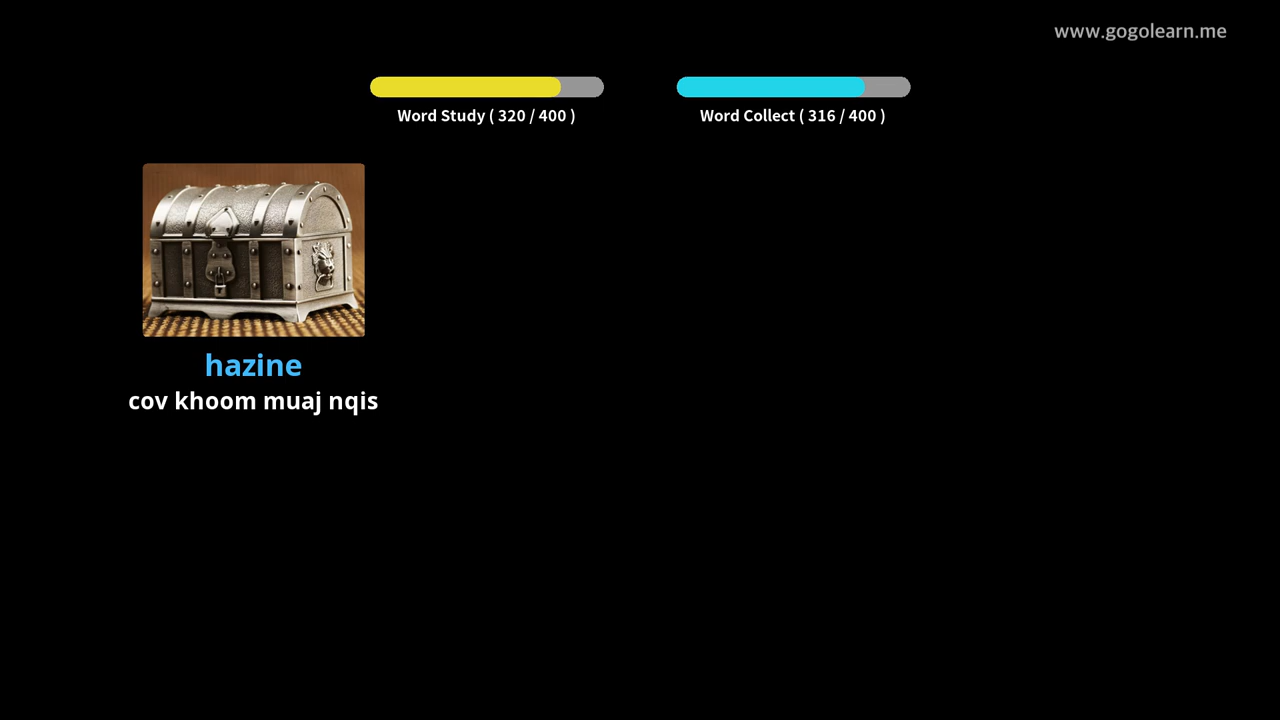 www.gogolearn.me
Word Study ( 320 / 400 )
Word Collect ( 316 / 400 )
hazine
cov khoom muaj nqis